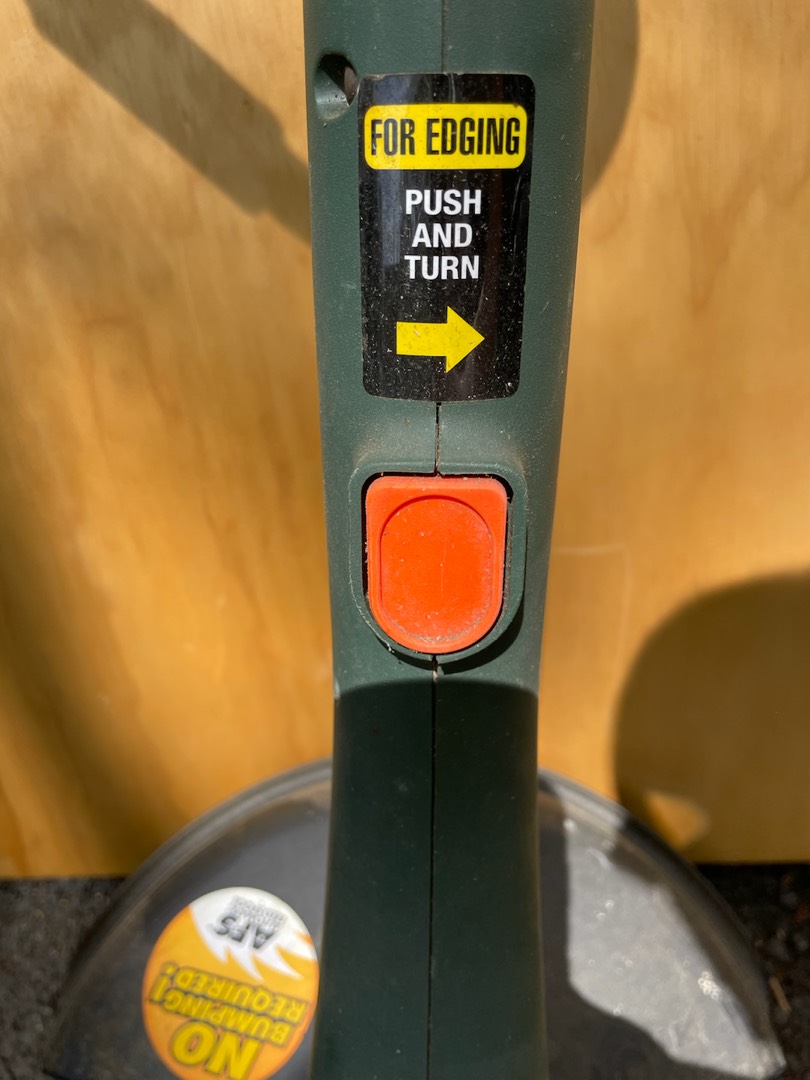 FOR EDGING
PUSH
AND
TURN
AFS
NO
BUMPING!
REQUIRED!